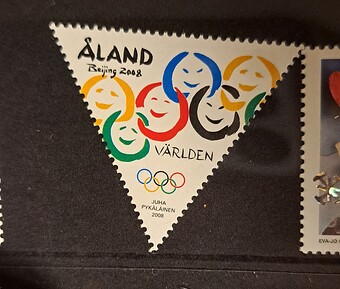 ÅLAND
Beijing 2008
VÄRLDEN
JUHA
PYKÄLÄINEN
2008
EVA-JO